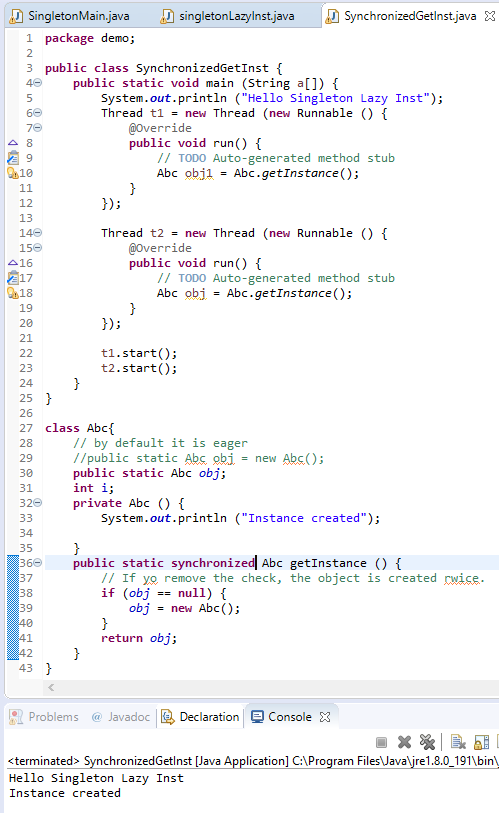 SingletonMain.java singletonLazyInst.java SynchronizedGetInst.java
1 package demo;
2
3 public class SynchronizedGetInst {
4 public static void main (String a[]) {
5 System.out.println ("Hello Singleton Lazy Inst");
6 Thread t1 = new Thread (new Runnable () {
7 @Override
8 public void run() {
9 // TODO Auto-generated method stub
10 Abc obj1 = Abc.getInstance();
11 }
12 });
13
14 Thread t2 = new Thread (new Runnable () {
15 @Override
16 public void run() {
17 // TODO Auto-generated method stub
18 Abc obj = Abc.getInstance();
19 }
20 });
21
22 t1.start();
23 t2.start();
24 }
25 }
26
27 class Abc{
28 // by default it is eager
29 //public static Abc obj = new Abc();
30 public static Abc obj;
31 int i;
32 private Abc () {
33 System.out.println ("Instance created");
34
35 }
36 public static synchronized Abc getInstance () {
37 // If yo remove the check, the object is created rwice.
38 if (obj == null) {
39 obj = new Abc();
40 }
41 return obj;
42 }
43 }
Problems @ Javadoc Declaration Console
<terminated> SynchronizedGetInst [Java Application] C:\Program Files\Java\jre1.8.0_191\bin\
Hello Singleton Lazy Inst
Instance created